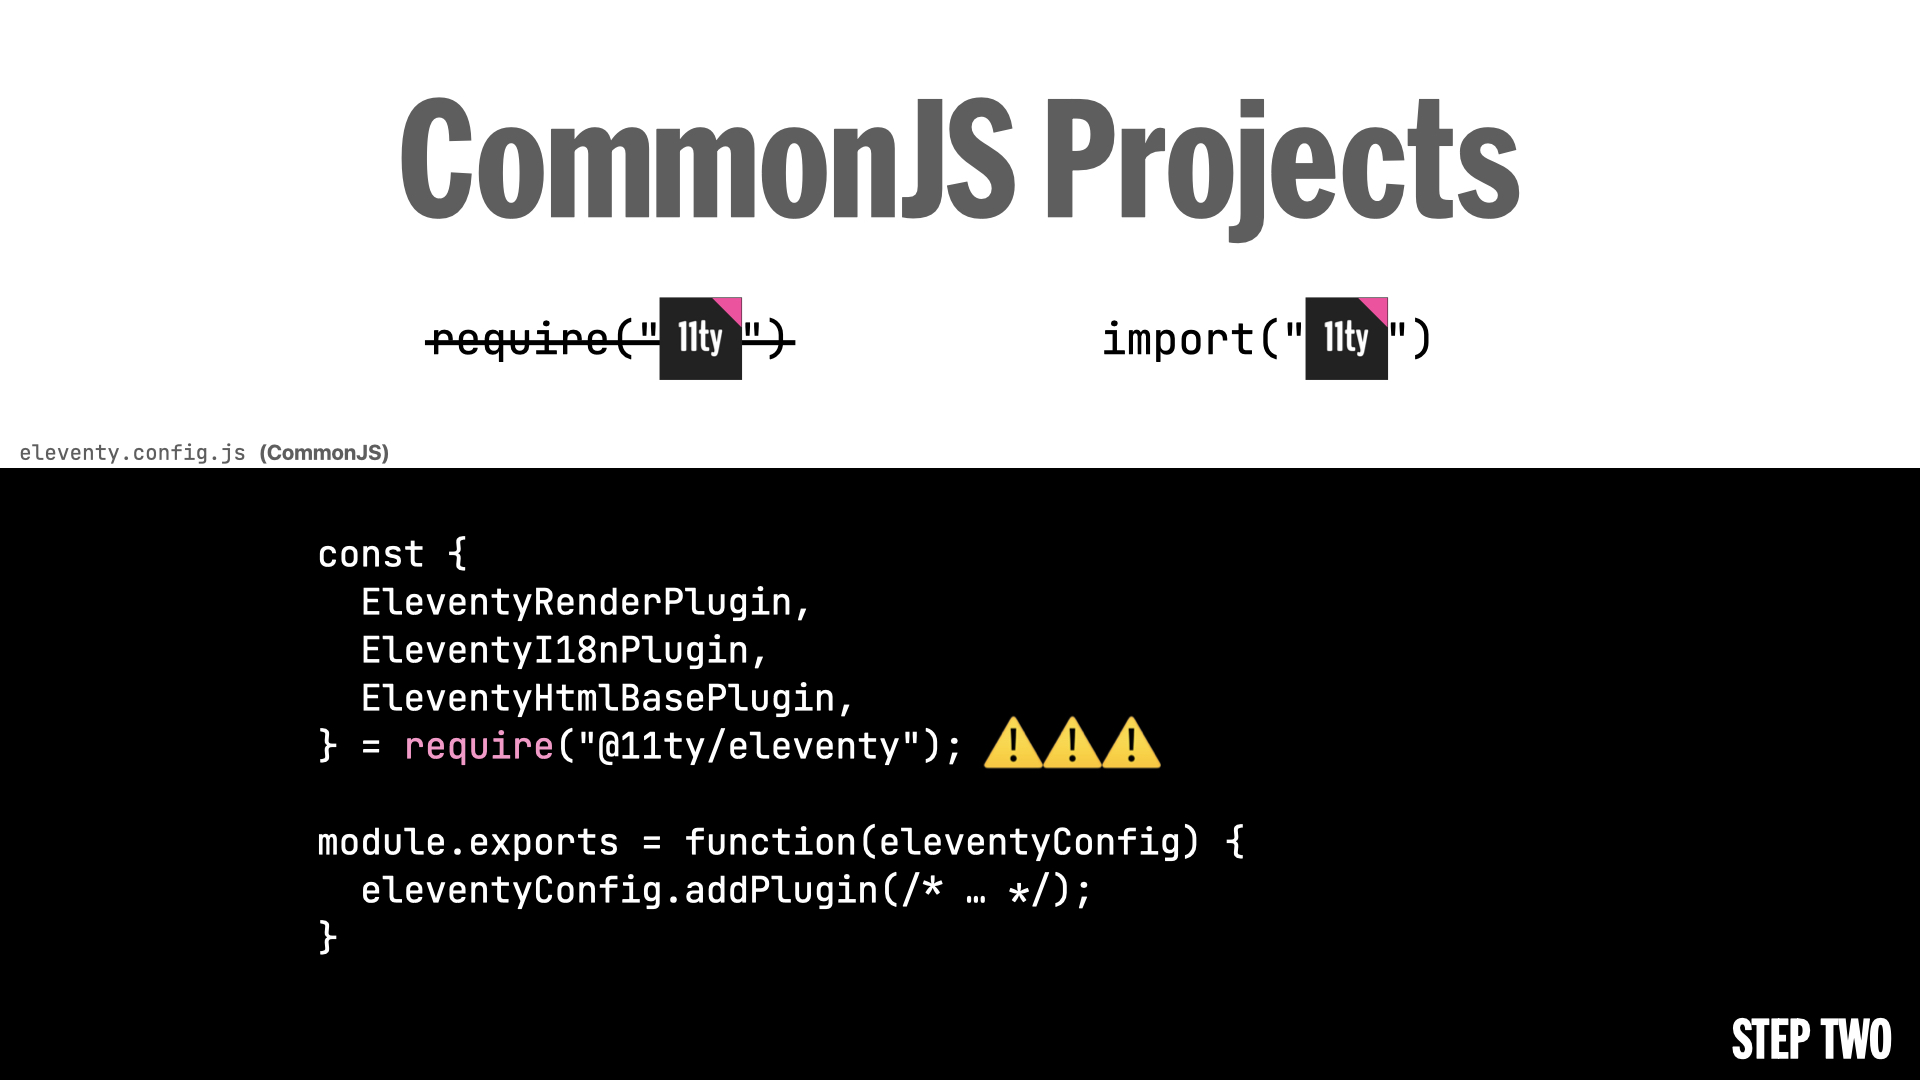 CommonJS Projects
require("11ty") import("11ty")
eleventy.config.js (CommonJS)
const {
  EleventyRenderPlugin,
  EleventyI18nPlugin,
  EleventyHtmlBasePlugin,
} = require("@11ty/eleventy"); ⚠️⚠️⚠️
module.exports = function(eleventyConfig) {
  eleventyConfig.addPlugin(/* … */);
}
STEP TWO